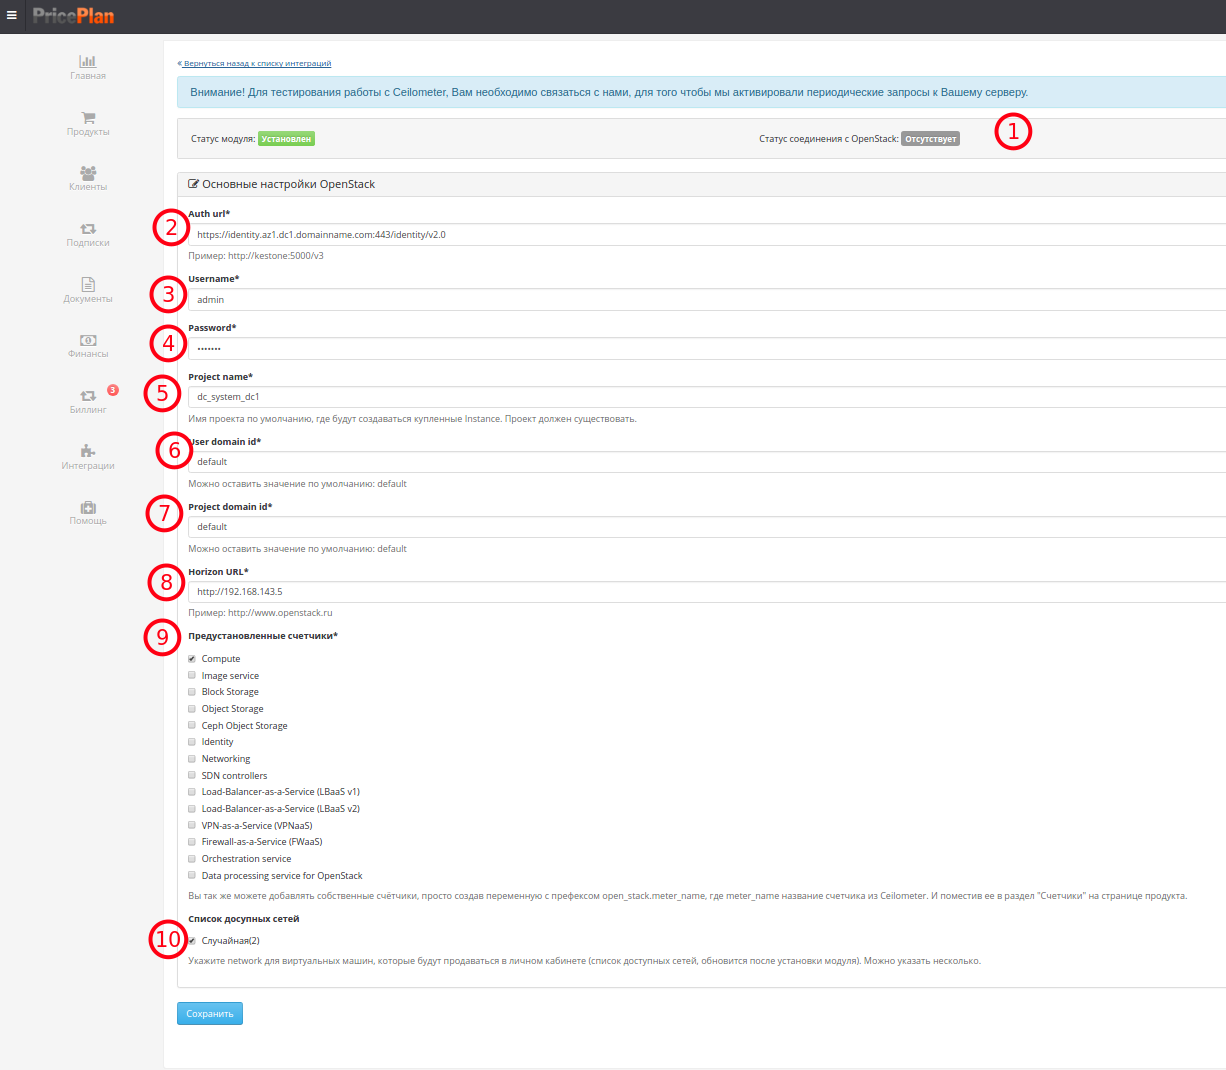 PricePlan
Главная
Продукты
Клиенты
Подписки
Документы
Финансы
3
Биллинг
Интеграции
Помощь
« Вернуться назад к списку интеграций
Внимание! Для тестирования работы с Ceilometer, Вам необходимо связаться с нами, для того чтобы мы активировали периодические запросы к Вашему серверу.
Статус модуля: Установлен Статус соединения с OpenStack: Отсутствует 1
Основные настройки OpenStack
Auth url*
2 https://identity.az1.dc1.domainname.com:443/identity/v2.0
Пример: http://kestone:5000/v3
Username*
3 admin
Password*
4 •••••••
Project name*
5 dc_system_dc1
Имя проекта по умолчанию, где будут создаваться купленные Instance. Проект должен существовать.
6 User domain id*
default
Можно оставить значение по умолчанию: default
7 Project domain id*
default
Можно оставить значение по умолчанию: default
Horizon URL*
8 http://192.168.143.5
Пример: http://www.openstack.ru
9 Предустановленные счетчики*
Compute
Image service
Block Storage
Object Storage
Ceph Object Storage
Identity
Networking
SDN controllers
Load-Balancer-as-a-Service (LBaaS v1)
Load-Balancer-as-a-Service (LBaaS v2)
VPN-as-a-Service (VPNaaS)
Firewall-as-a-Service (FWaaS)
Orchestration service
Data processing service for OpenStack
Вы так же можете добавлять собственные счётчики, просто создав переменную с префексом open_stack.meter_name, где meter_name название счетчика из Ceilometer. И поместив ее в раздел "Счетчики" на странице продукта.
Список доступных сетей
10 Случайная(2)
Укажите network для виртуальных машин, которые будут продаваться в личном кабинете (список доступных сетей, обновится после установки модуля). Можно указать несколько.
Сохранить